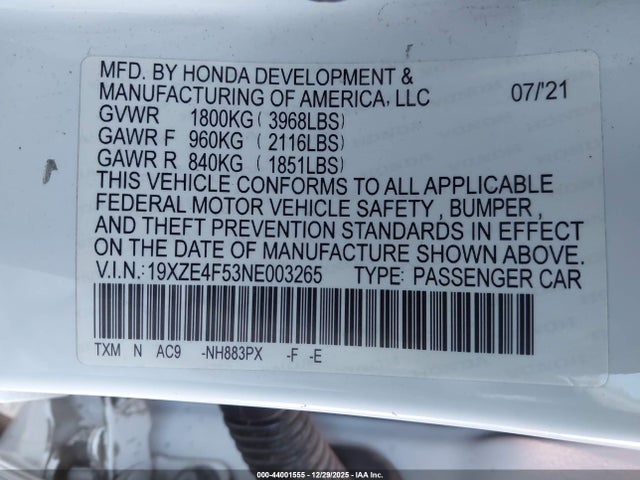 MFD. BY HONDA DEVELOPMENT &
MANUFACTURING OF AMERICA, LLC 07/'21
GVWR 1800KG (3968LBS)
GAWR F 960KG (2116LBS)
GAWR R 840KG (1851LBS)
THIS VEHICLE CONFORMS TO ALL APPLICABLE
FEDERAL MOTOR VEHICLE SAFETY , BUMPER ,
AND THEFT PREVENTION STANDARDS IN EFFECT
ON THE DATE OF MANUFACTURE SHOWN ABOVE.
V.I.N.:19XZE4F53NE003265 TYPE: PASSENGER CAR
TXM N AC9 -NH883PX -F -E
000-44001555 • 12/29/2025 • IAA Inc.